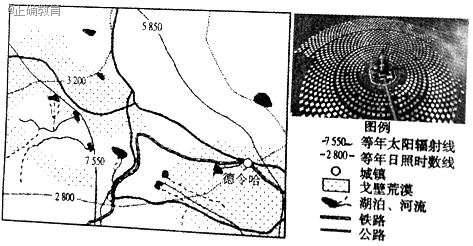 @正确教育
5 850
3 200
7 550
德令哈
2 800
图例
-7 550- 等年太阳辐射线
-2 800- 等年日照时数线
城镇
戈壁荒漠
湖泊、河流
铁路
公路